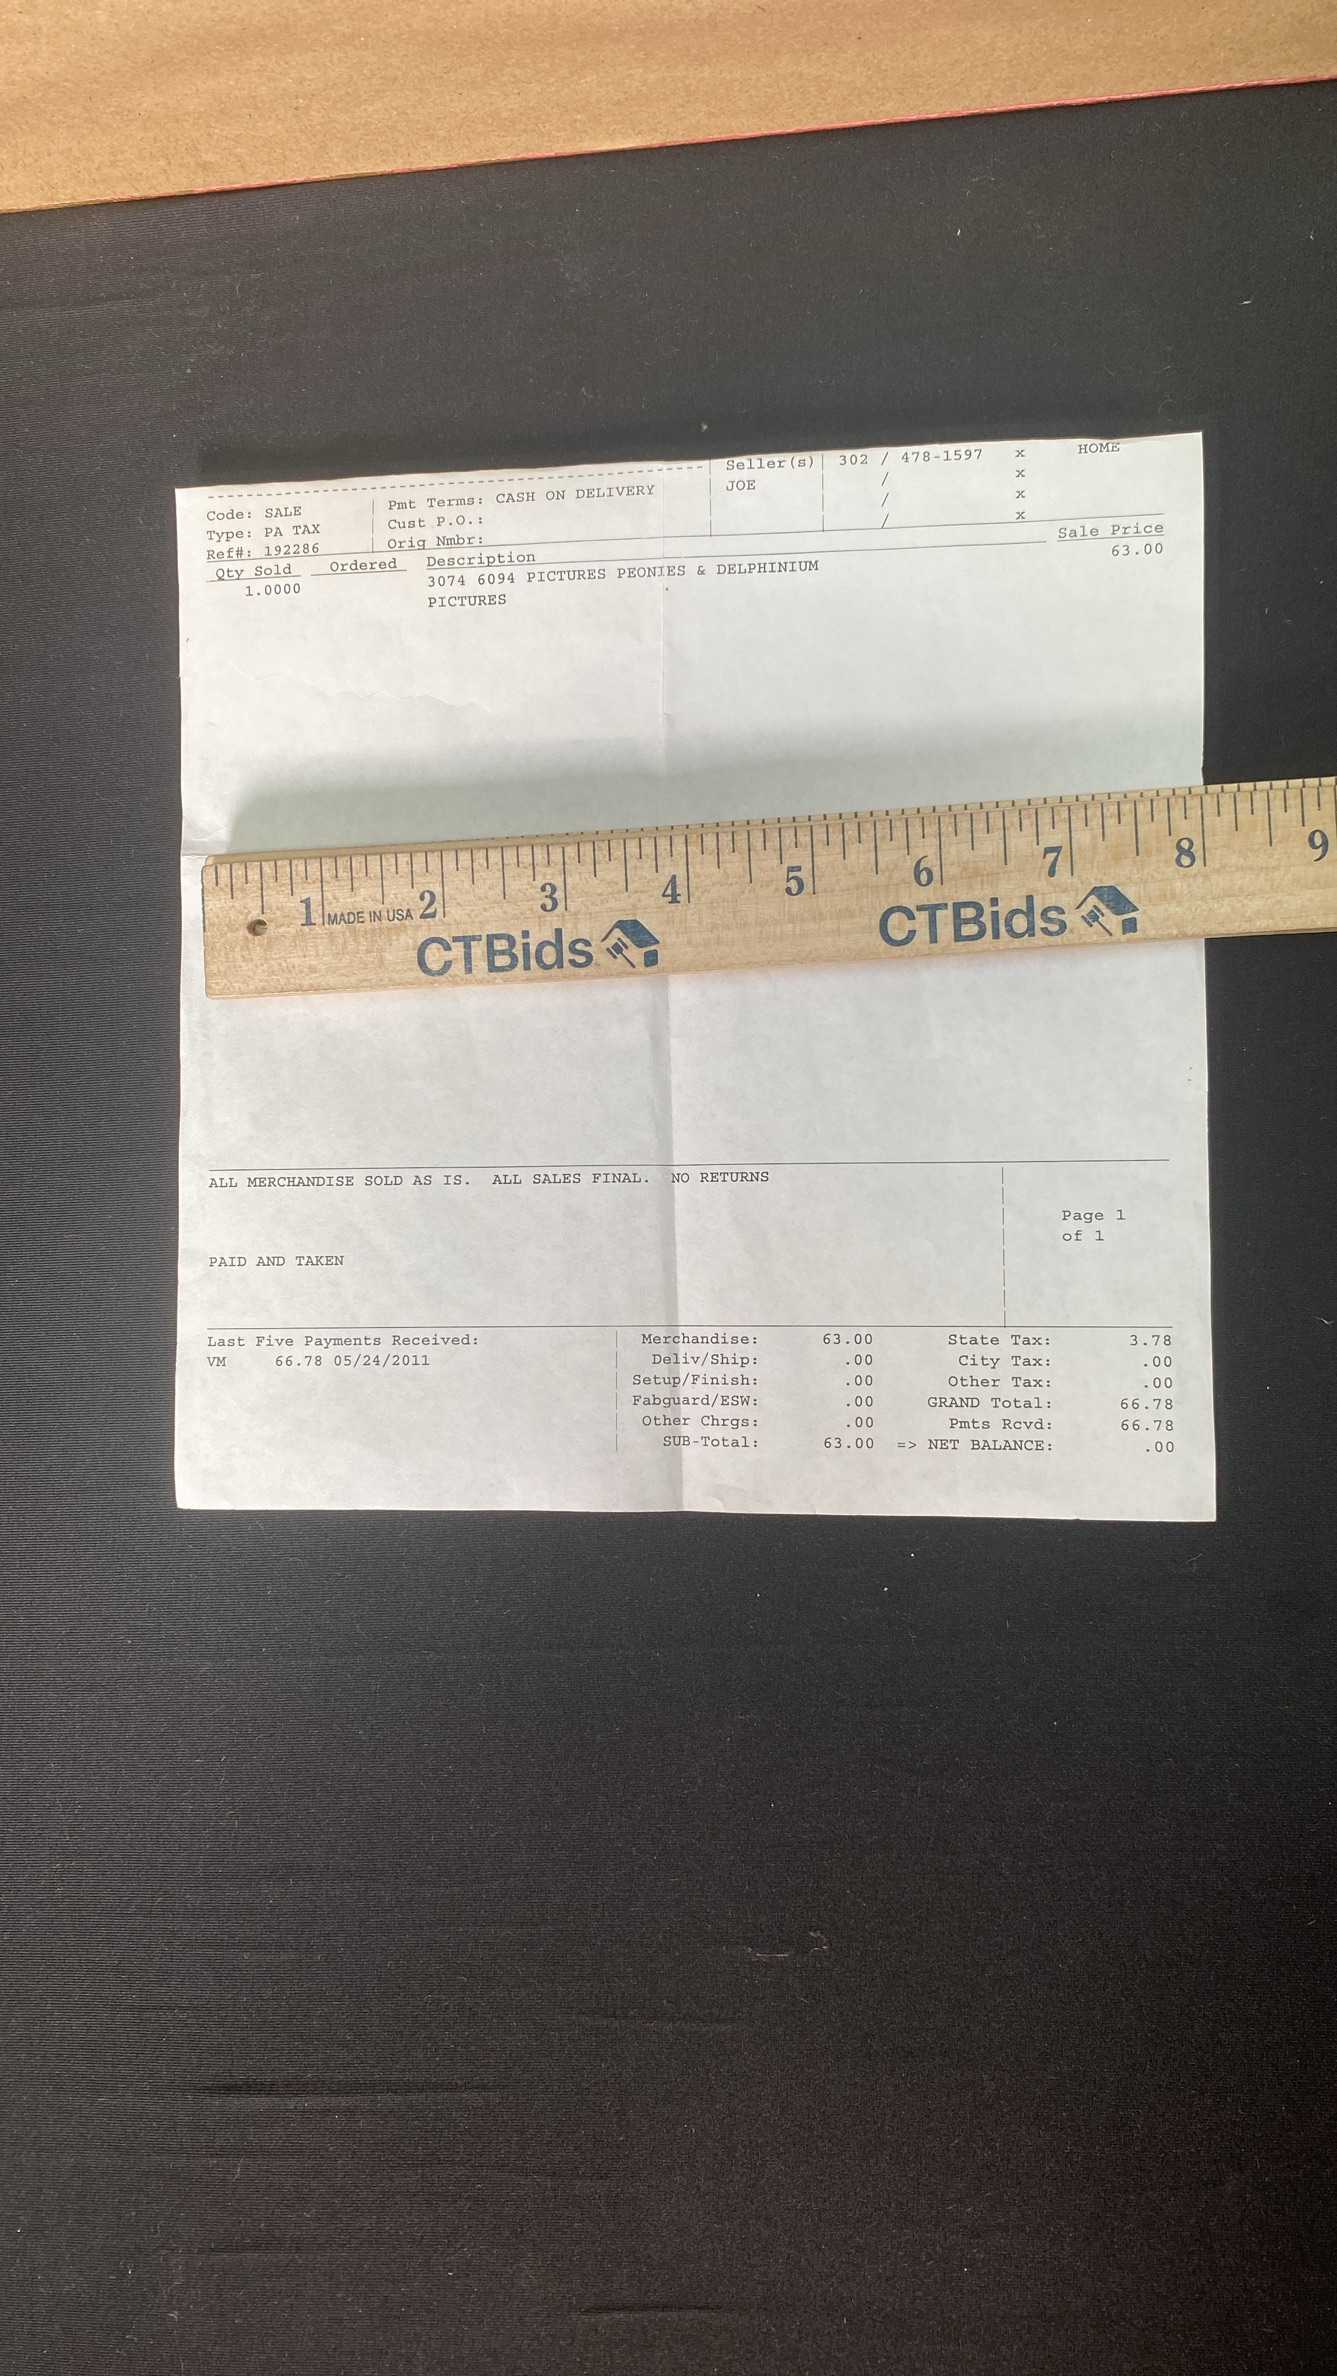 Seller(s) 302 / 478-1597 x HOME
Code: SALE Pmt Terms: CASH ON DELIVERY JOE / x
Type: PA TAX Cust P.O.: / x
Ref#: 192286 Orig Nmbr: / x
Qty Sold Ordered Description Sale Price
1.0000 3074 6094 PICTURES PEONIES & DELPHINIUM 63.00
PICTURES
1 2 3 4 5 6 7 8 9
MADE IN USA
CTBids CTBids
ALL MERCHANDISE SOLD AS IS. ALL SALES FINAL. NO RETURNS
Page 1
of 1
PAID AND TAKEN
Last Five Payments Received: Merchandise: 63.00 State Tax: 3.78
VM 66.78 05/24/2011 Deliv/Ship: .00 City Tax: .00
Setup/Finish: .00 Other Tax: .00
Fabguard/ESW: .00 GRAND Total: 66.78
Other Chrgs: .00 Pmts Rcvd: 66.78
SUB-Total: 63.00 => NET BALANCE: .00